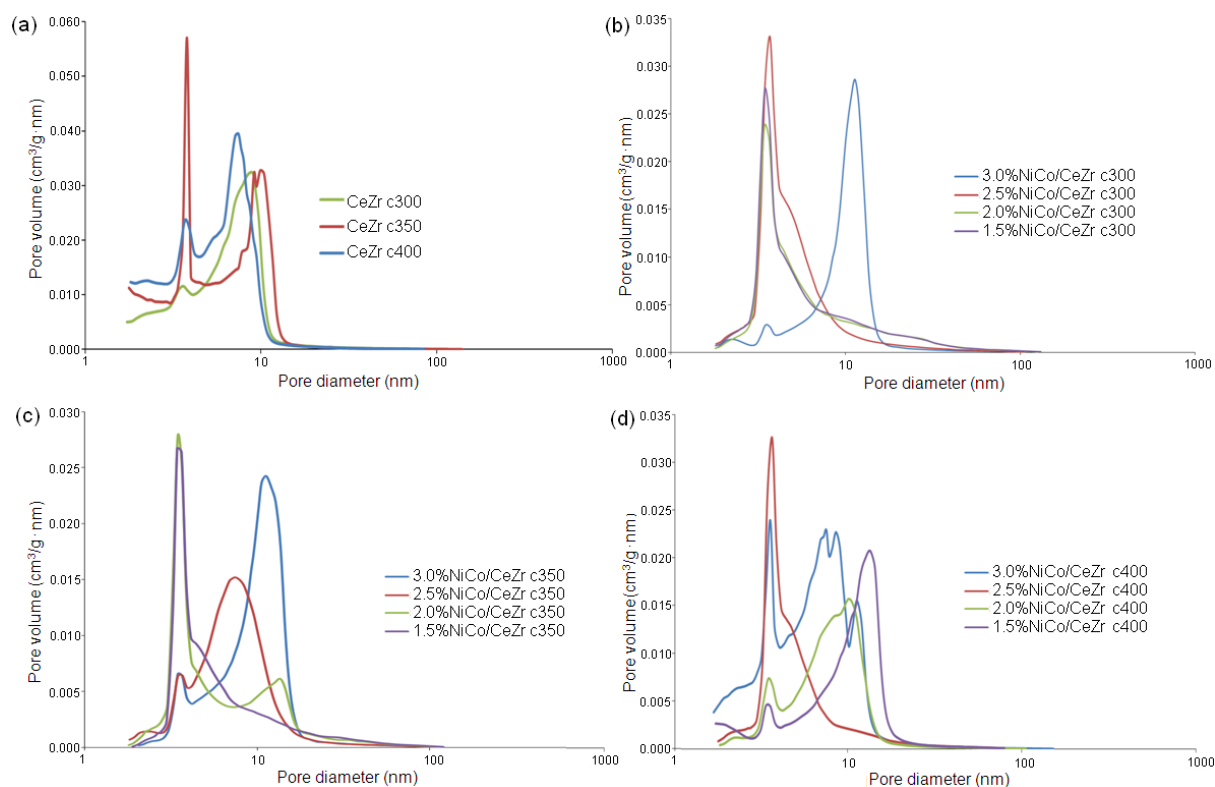 (a)
Pore volume (cm³/g·nm)
0.060
0.050
0.040
0.030
0.020
0.010
0.000
CeZr c300
CeZr c350
CeZr c400
1
10
100
1000
Pore diameter (nm)
(b)
Pore volume (cm³/g·nm)
0.035
0.030
0.025
0.020
0.015
0.010
0.005
0.000
3.0%NiCo/CeZr c300
2.5%NiCo/CeZr c300
2.0%NiCo/CeZr c300
1.5%NiCo/CeZr c300
1
10
100
1000
Pore diameter (nm)
(c)
Pore volume (cm³/g·nm)
0.030
0.025
0.020
0.015
0.010
0.005
0.000
3.0%NiCo/CeZr c350
2.5%NiCo/CeZr c350
2.0%NiCo/CeZr c350
1.5%NiCo/CeZr c350
1
10
100
1000
Pore diameter (nm)
(d)
Pore volume (cm³/g·nm)
0.035
0.030
0.025
0.020
0.015
0.010
0.005
0.000
3.0%NiCo/CeZr c400
2.5%NiCo/CeZr c400
2.0%NiCo/CeZr c400
1.5%NiCo/CeZr c400
1
10
100
1000
Pore diameter (nm)